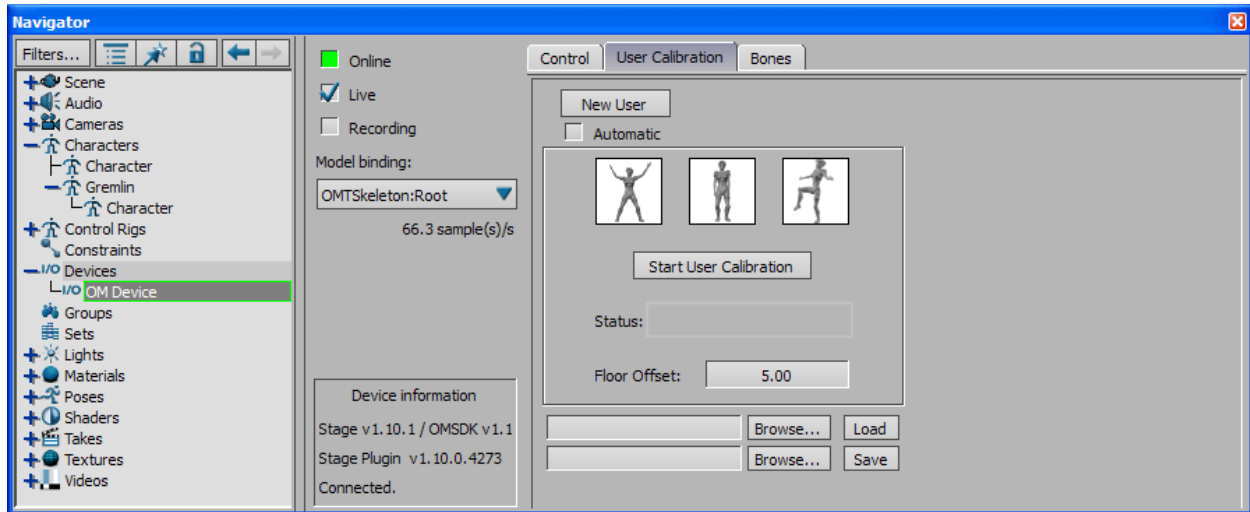 Navigator
Filters...
Scene
Audio
Cameras
Characters
Character
Gremlin
Character
Control Rigs
Constraints
I/O Devices
I/O OM Device
Groups
Sets
Lights
Materials
Poses
Shaders
Takes
Textures
Videos
Online
Live
Recording
Model binding:
OMTSkeleton:Root
66.3 sample(s)/s
Device information
Stage v1.10.1 / OMSDK v1.1
Stage Plugin v1.10.0.4273
Connected.
Control User Calibration Bones
New User
Automatic
Start User Calibration
Status:
Floor Offset: 5.00
Browse... Load
Browse... Save